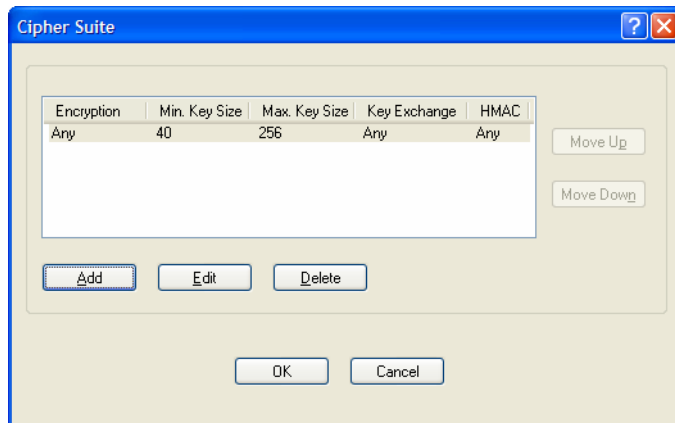 Cipher Suite
Encryption Min. Key Size Max. Key Size Key Exchange HMAC
Any 40 256 Any Any
Move Up
Move Down
Add Edit Delete
OK Cancel